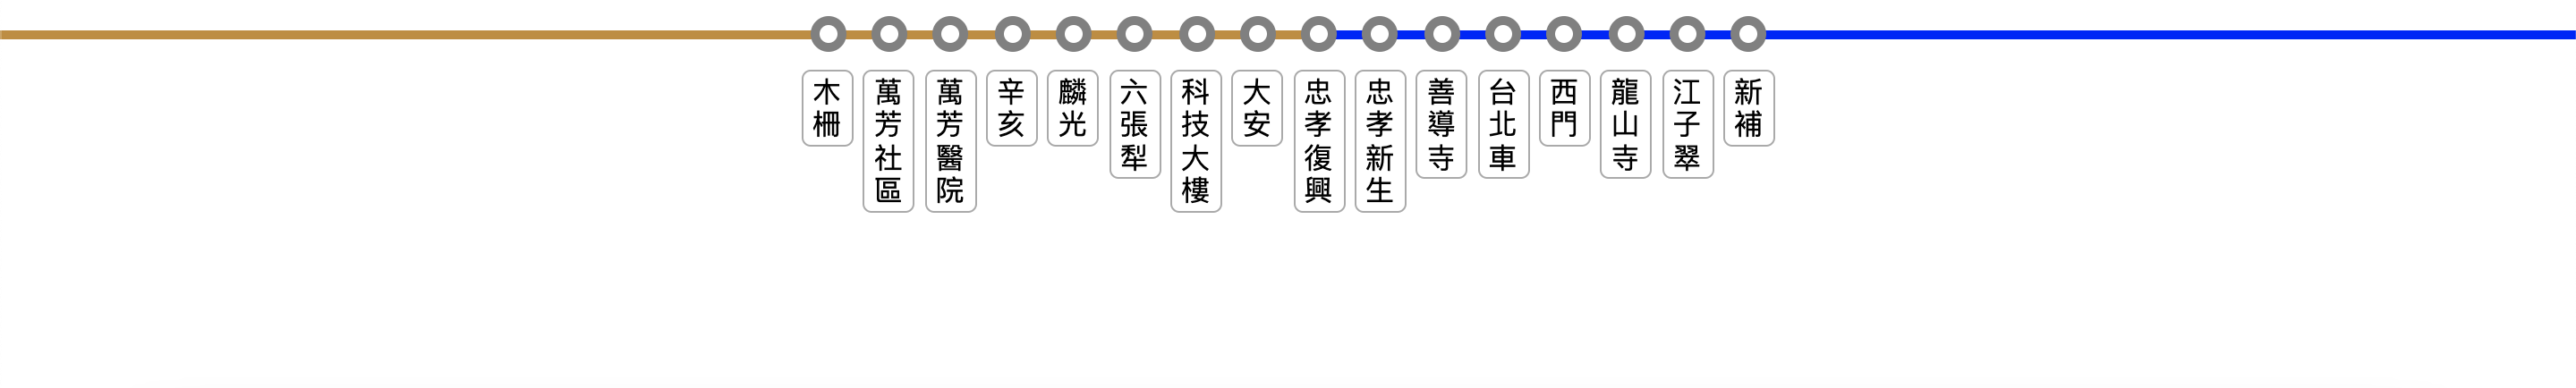 木柵
萬芳社區
萬芳醫院
辛亥
麟光
六張犁
科技大樓
大安
忠孝復興
忠孝新生
善導寺
台北車
西門
龍山寺
江子翠
新補